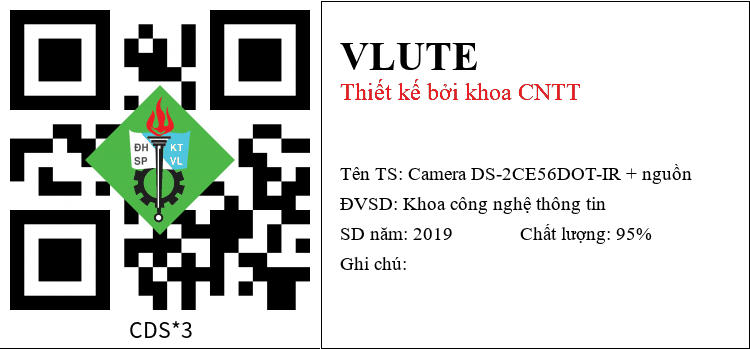 ĐH KT
SP VL
CDS*3
VLUTE
Thiết kế bởi khoa CNTT
Tên TS: Camera DS-2CE56DOT-IR + nguồn
ĐVSD: Khoa công nghệ thông tin
SD năm: 2019 Chất lượng: 95%
Ghi chú: